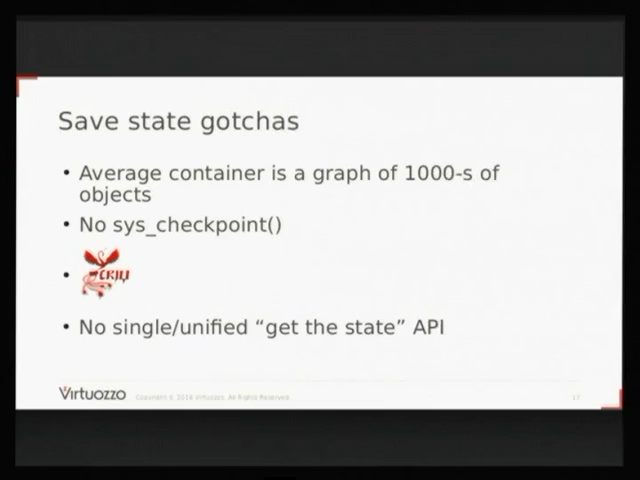 Save state gotchas
• Average container is a graph of 1000-s of
objects
• No sys_checkpoint()
• CRIU
• No single/unified “get the state” API
Virtuozzo
Copyright © 2016 Virtuozzo. All Rights Reserved.
17